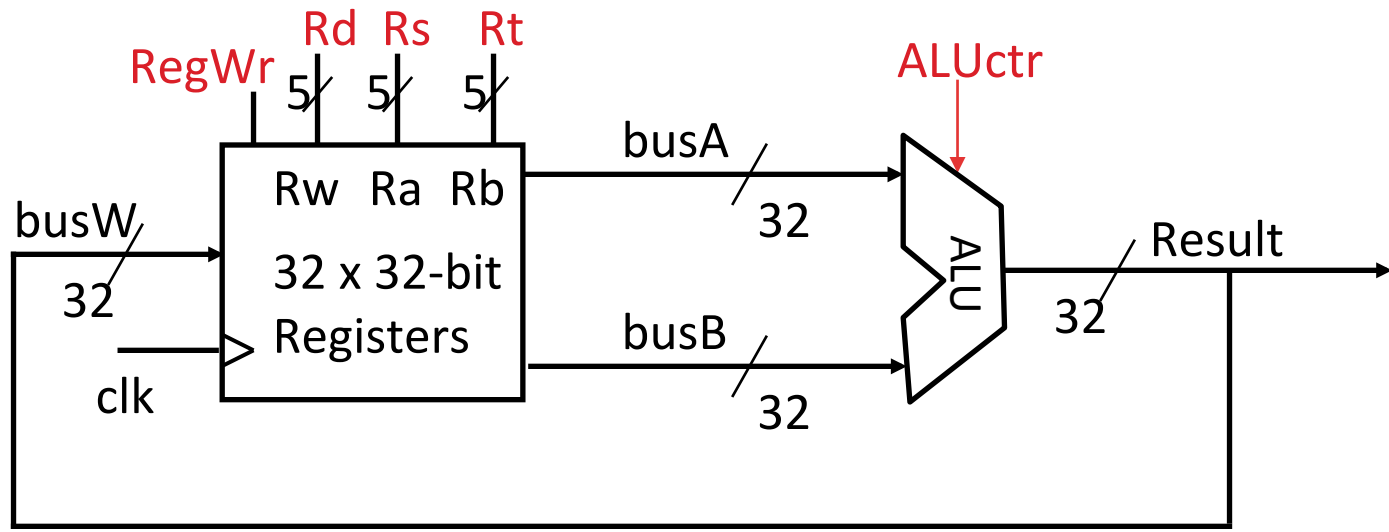 Rd Rs Rt
RegWr
ALUctr
5 5 5
busA
32
Rw Ra Rb
busW
32
32 x 32-bit
Registers
clk
ALU
Result
32
busB
32